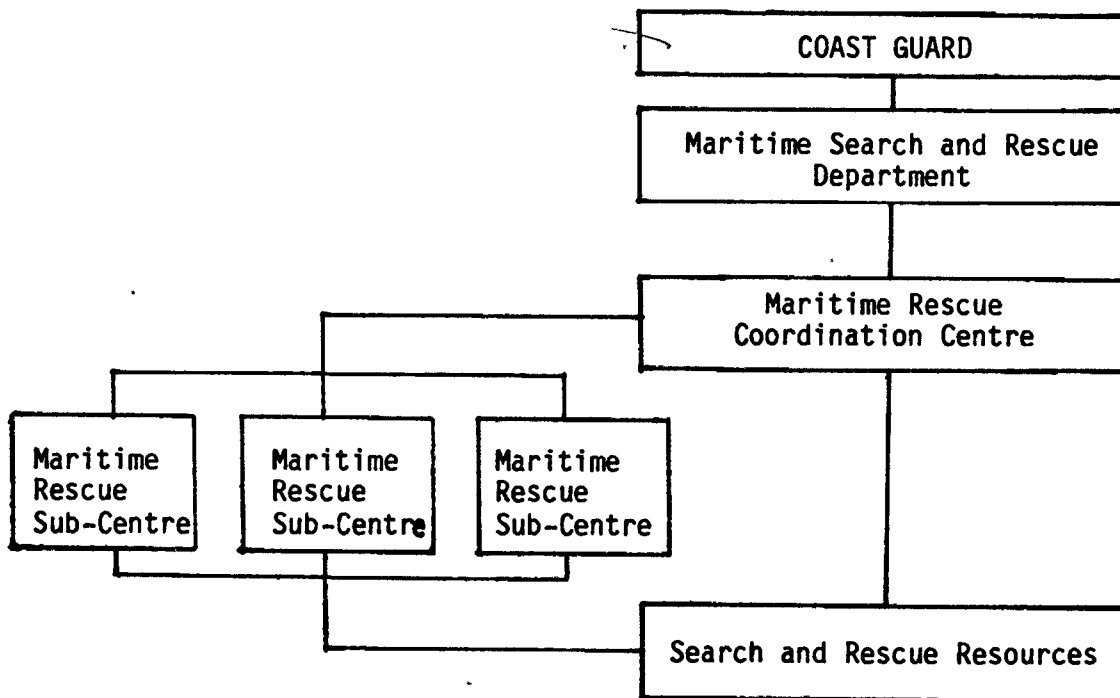 COAST GUARD
Maritime Search and Rescue
Department
Maritime Rescue
Coordination Centre
Maritime
Rescue
Sub-Centre
Maritime
Rescue
Sub-Centre
Maritime
Rescue
Sub-Centre
Search and Rescue Resources